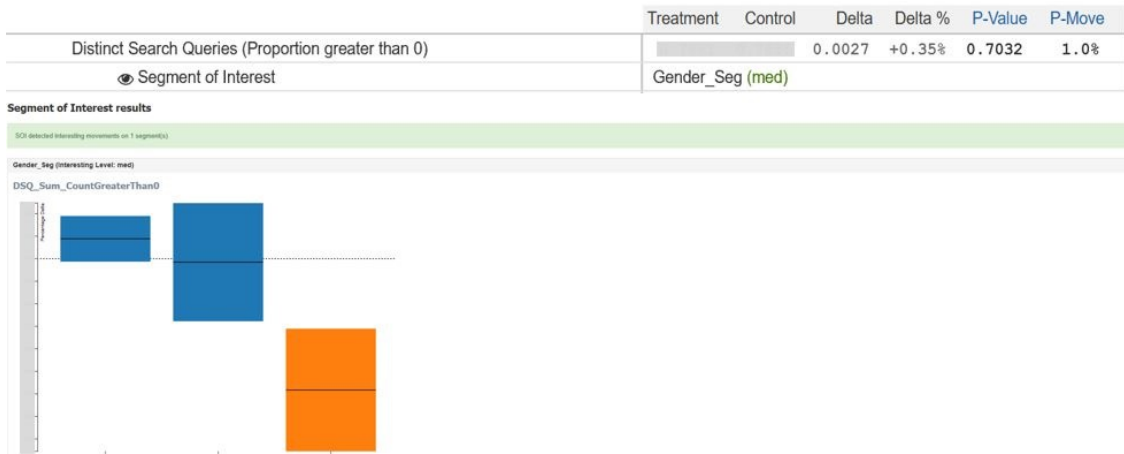 Treatment Control Delta Delta % P-Value P-Move
Distinct Search Queries (Proportion greater than 0) 0.0027 +0.35% 0.7032 1.0%
Segment of Interest Gender_Seg (med)
Segment of Interest results
SOI detected interesting movements on 1 segment(s)
Gender_Seg (Interesting Level: med)
DSQ_Sum_CountGreaterThan0
Percentage Delta